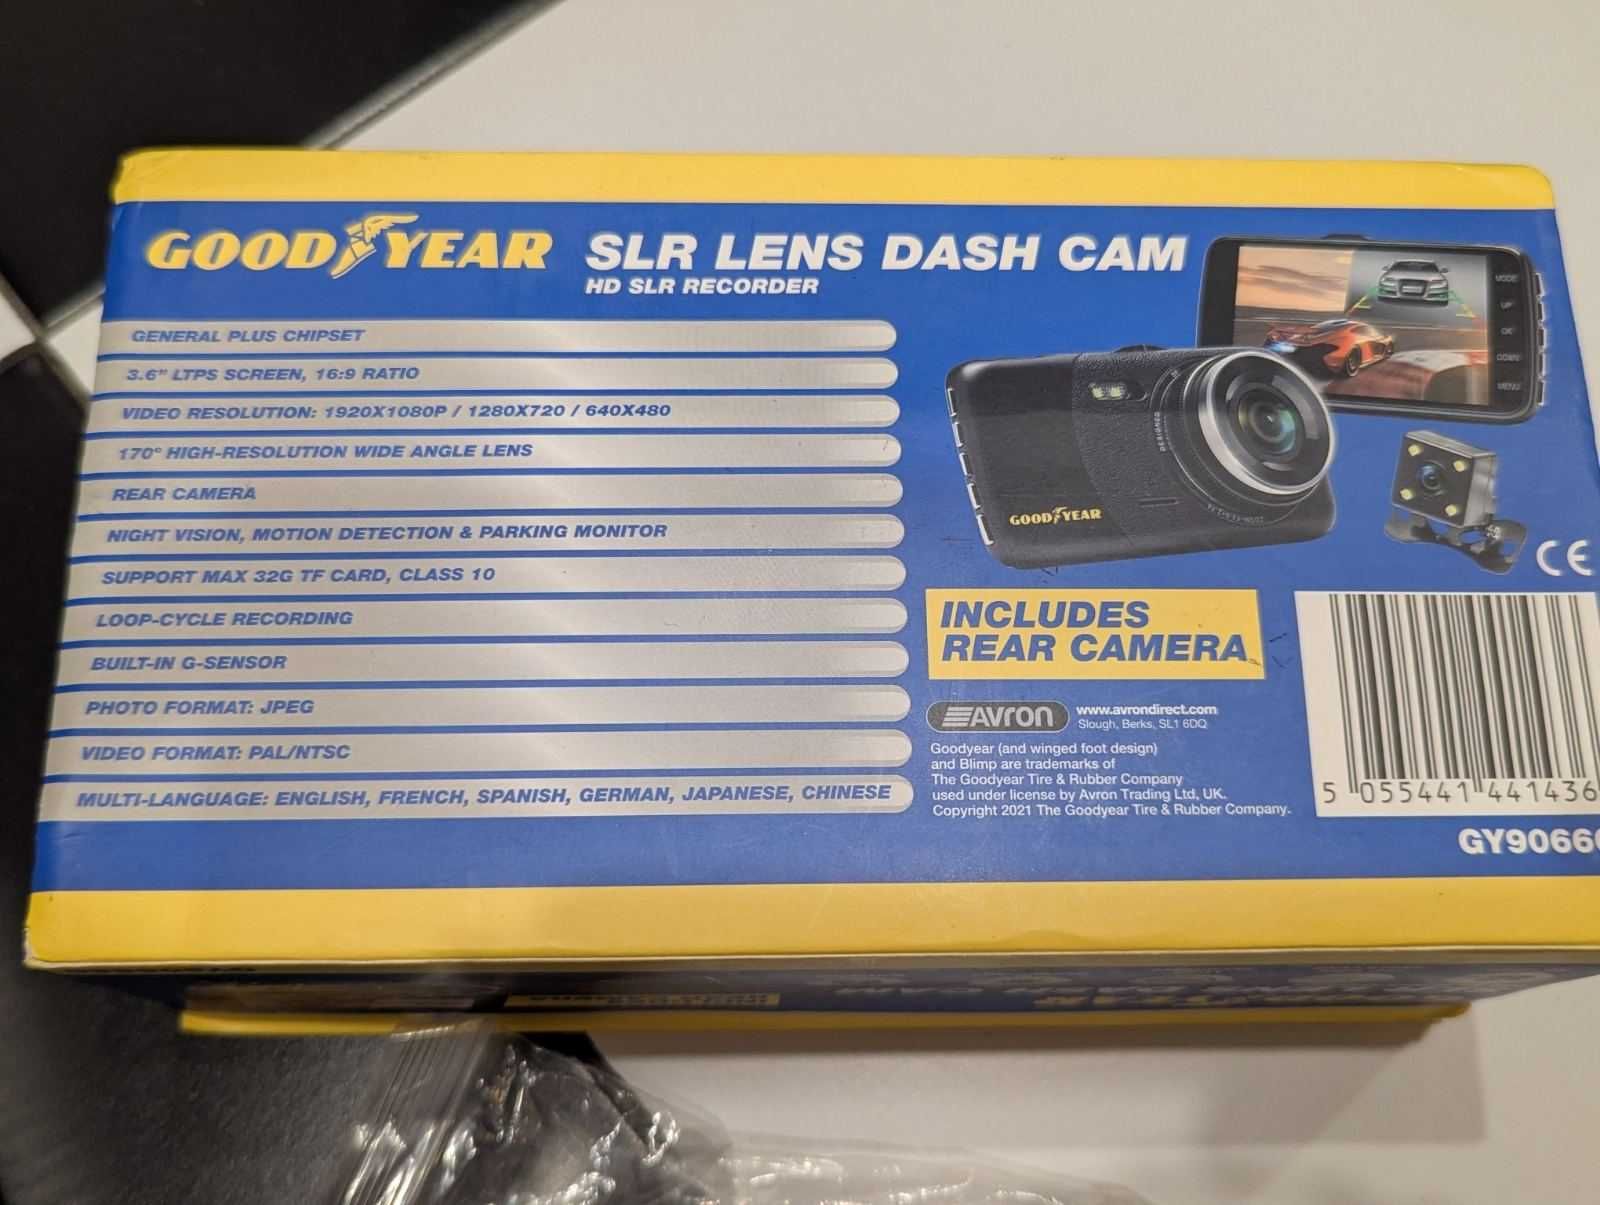 GOODYEAR SLR LENS DASH CAM
HD SLR RECORDER
GENERAL PLUS CHIPSET
3.6" LTPS SCREEN, 16:9 RATIO
VIDEO RESOLUTION: 1920X1080P / 1280X720 / 640X480
170° HIGH-RESOLUTION WIDE ANGLE LENS
REAR CAMERA
NIGHT VISION, MOTION DETECTION & PARKING MONITOR
SUPPORT MAX 32G TF CARD, CLASS 10
LOOP-CYCLE RECORDING
BUILT-IN G-SENSOR
PHOTO FORMAT: JPEG
VIDEO FORMAT: PAL/NTSC
MULTI-LANGUAGE: ENGLISH, FRENCH, SPANISH, GERMAN, JAPANESE, CHINESE
MODE
UP
OK
DOWN
MENU
DESIGNED
GOODYEAR
CE
INCLUDES
REAR CAMERA
AVRON
www.avrondirect.com
Slough, Berks, SL1 6DQ
Goodyear (and winged foot design)
and Blimp are trademarks of
The Goodyear Tire & Rubber Company
used under license by Avron Trading Ltd, UK.
Copyright 2021 The Goodyear Tire & Rubber Company.
5 055441 441436
GY9066